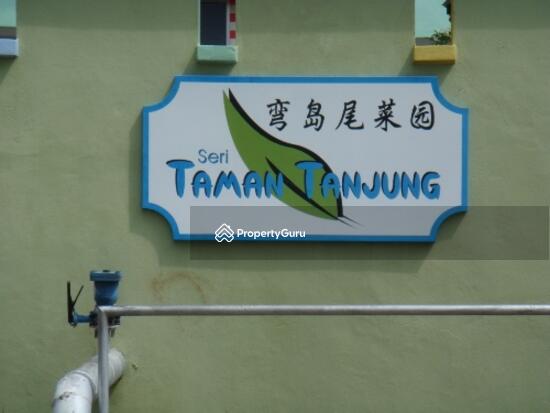 弯岛尾菜园
Seri
TAMAN TANJUNG
PropertyGuru